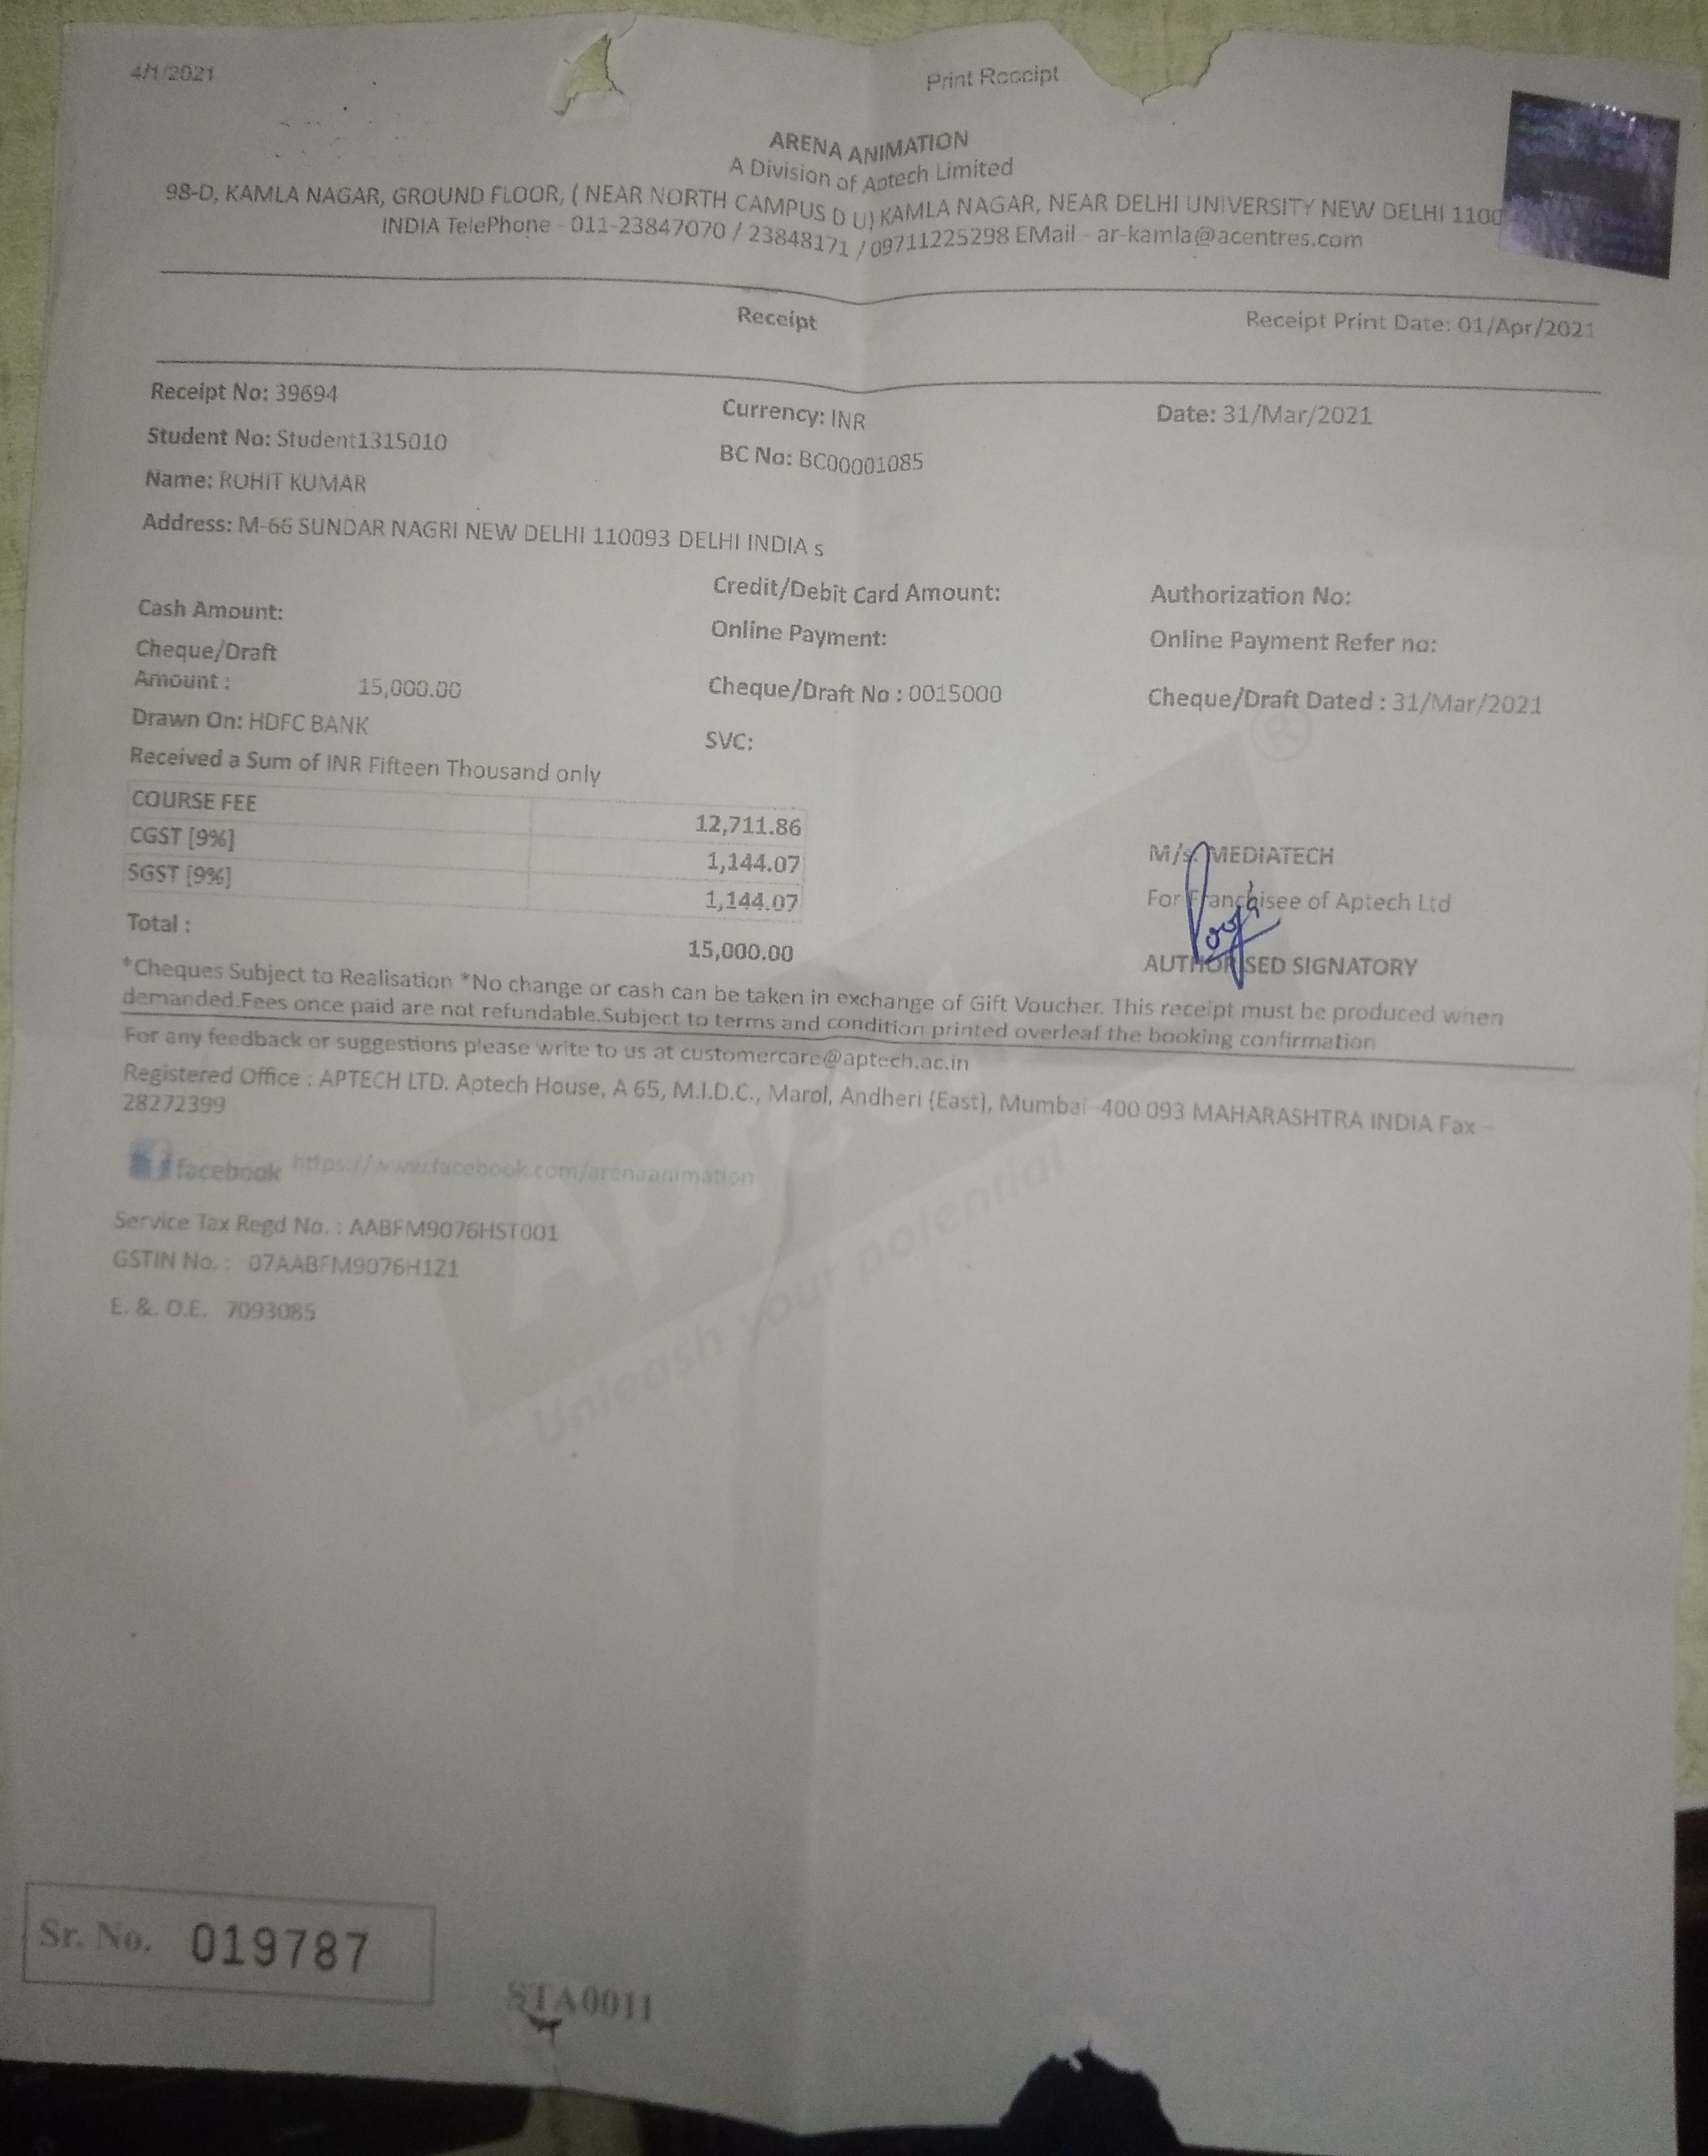 4/1/2021
Print Receipt
ARENA ANIMATION
A Division of Aptech Limited
98-D, KAMLA NAGAR, GROUND FLOOR, ( NEAR NORTH CAMPUS D U) KAMLA NAGAR, NEAR DELHI UNIVERSITY NEW DELHI 1100
INDIA TelePhone - 011-23847070 / 23848171 / 09711225298 EMail - ar-kamla@acentres.com
Receipt Receipt Print Date: 01/Apr/2021
Receipt No: 39694 Currency: INR Date: 31/Mar/2021
Student No: Student1315010 BC No: BC00001085
Name: ROHIT KUMAR
Address: M-66 SUNDAR NAGRI NEW DELHI 110093 DELHI INDIA s
Cash Amount: Credit/Debit Card Amount: Authorization No:
Online Payment: Online Payment Refer no:
Cheque/Draft
Amount : 15,000.00 Cheque/Draft No : 0015000 Cheque/Draft Dated : 31/Mar/2021
Drawn On: HDFC BANK SVC:
Received a Sum of INR Fifteen Thousand only
COURSE FEE 12,711.86
CGST [9%] 1,144.07
SGST [9%] 1,144.07
Total : 15,000.00
M/s. MEDIATECH
For Franchisee of Aptech Ltd
Pooja
AUTHORISED SIGNATORY
*Cheques Subject to Realisation *No change or cash can be taken in exchange of Gift Voucher. This receipt must be produced when
demanded.Fees once paid are not refundable.Subject to terms and condition printed overleaf the booking confirmation
For any feedback or suggestions please write to us at customercare@aptech.ac.in
Registered Office : APTECH LTD. Aptech House, A 65, M.I.D.C., Marol, Andheri (East), Mumbai-400 093 MAHARASHTRA INDIA Fax –
28272399
facebook https://www.facebook.com/arenaanimation
Service Tax Regd No. : AABFM9076HST001
GSTIN No. : 07AABFM9076H1Z1
E. & O.E. 7093085
Aptech ®
Unleash your potential
Sr. No. 019787
STA0011